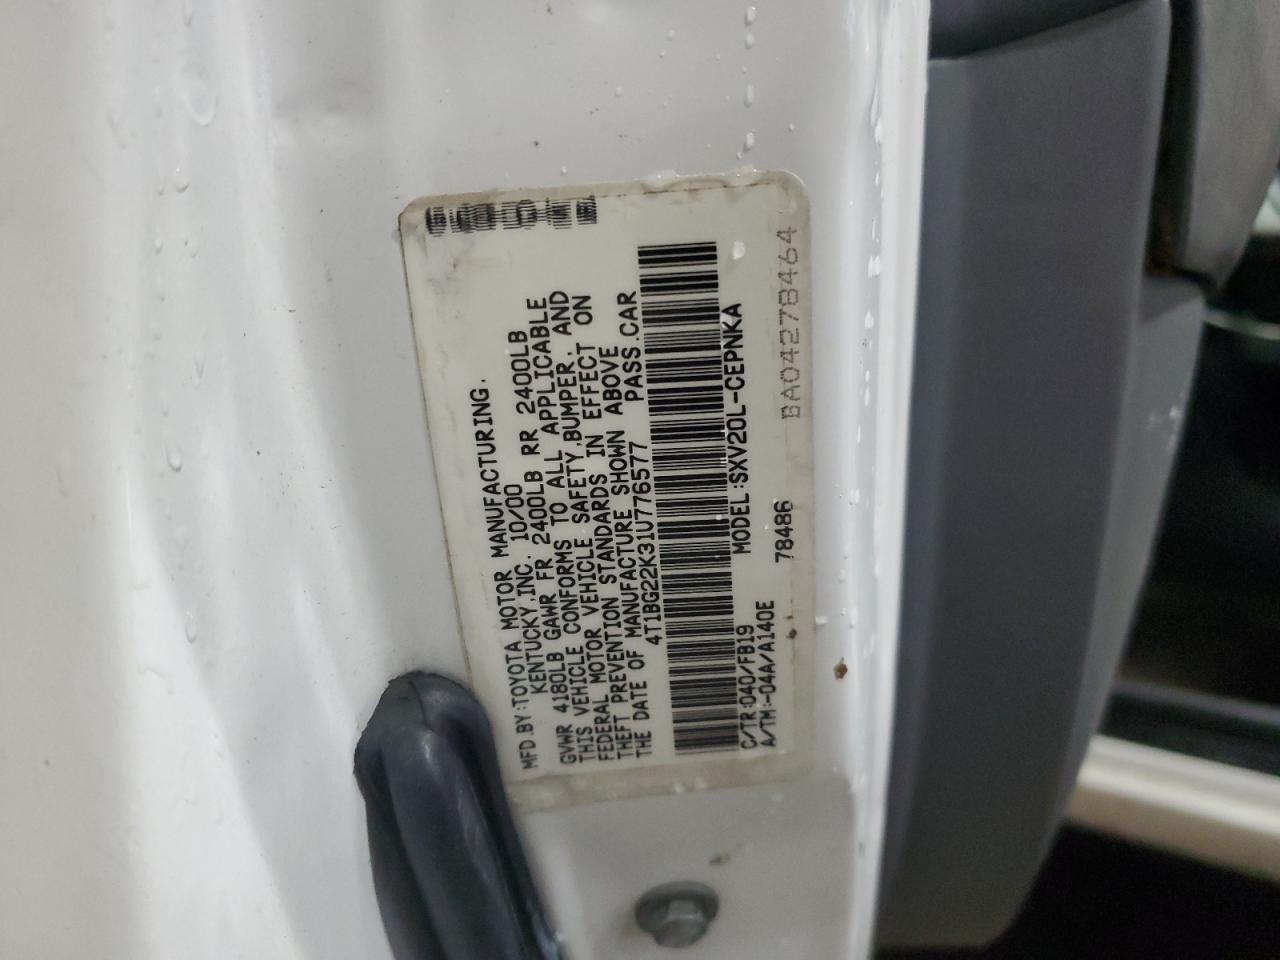 MFD.BY:TOYOTA MOTOR MANUFACTURING.
KENTUCKY,INC. 10/00
GVWR 4180LB GAWR FR 2400LB RR 2400LB
THIS VEHICLE CONFORMS TO ALL APPLICABLE
FEDERAL MOTOR VEHICLE SAFETY,BUMPER, AND
THEFT PREVENTION STANDARDS IN EFFECT ON
THE DATE OF MANUFACTURE SHOWN ABOVE
4T1BG22K31U776577 PASS.CAR
MODEL:SXV20L-CEPNKA
C/TR:040/FB19
A/TM:-04A/A140E 78486
BA0427B464